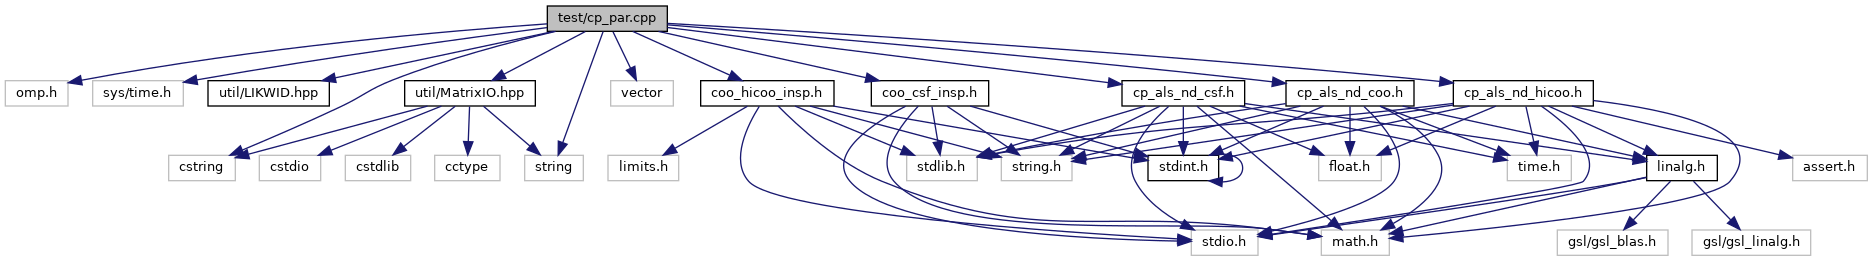 test/cp_par.cpp
omp.h
sys/time.h
util/LIKWID.hpp
util/MatrixIO.hpp
vector
coo_hicoo_insp.h
coo_csf_insp.h
cp_als_nd_csf.h
cp_als_nd_coo.h
cp_als_nd_hicoo.h
cstring
cstdio
cstdlib
cctype
string
limits.h
stdlib.h
string.h
stdint.h
float.h
time.h
linalg.h
assert.h
stdio.h
math.h
gsl/gsl_blas.h
gsl/gsl_linalg.h